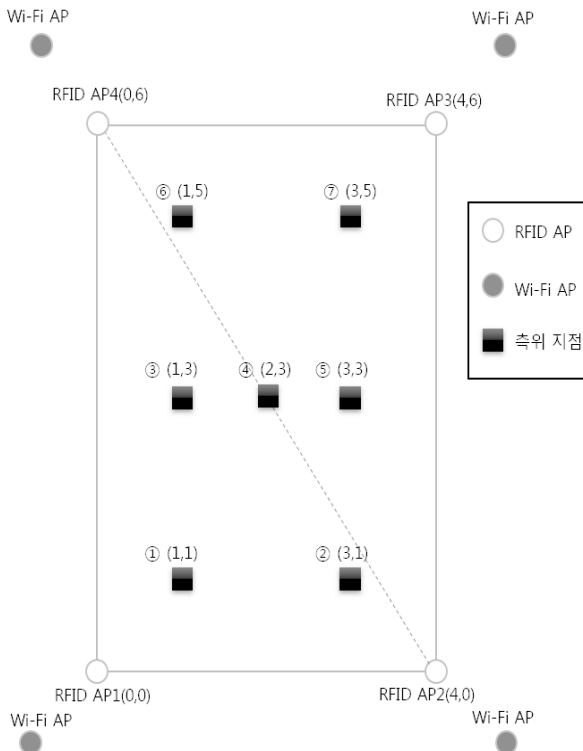 Wi-Fi AP
Wi-Fi AP
RFID AP4(0,6)
RFID AP3(4,6)
⑥ (1,5)
⑦ (3,5)
RFID AP
Wi-Fi AP
측위 지점
③ (1,3)
④ (2,3)
⑤ (3,3)
① (1,1)
② (3,1)
RFID AP1(0,0)
RFID AP2(4,0)
Wi-Fi AP
Wi-Fi AP